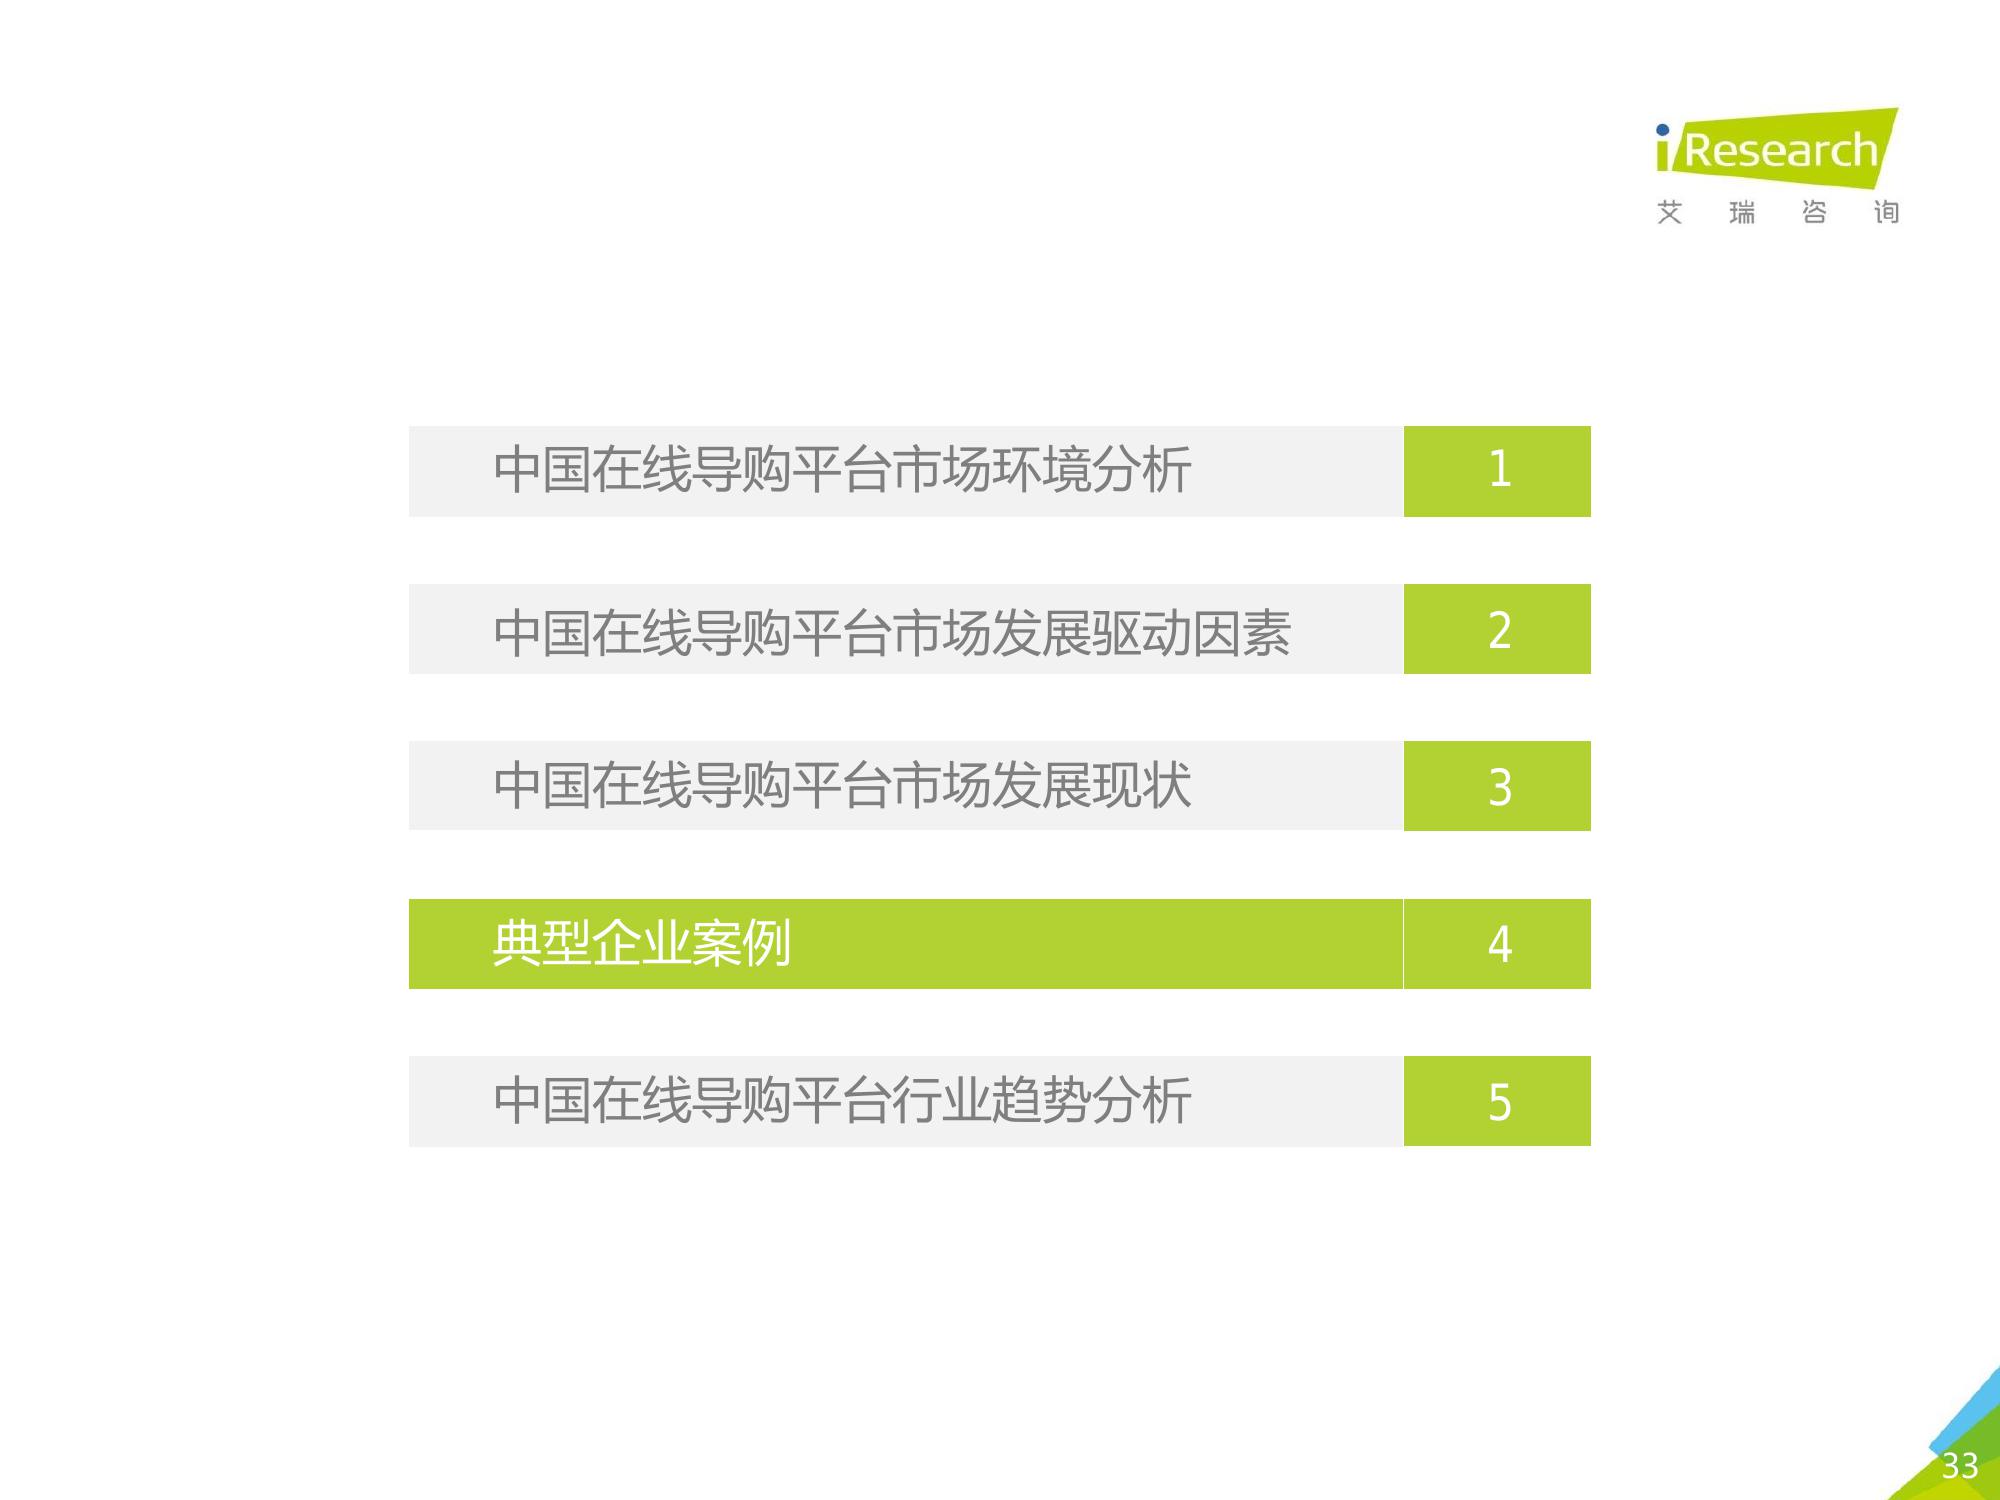 iResearch
艾瑞咨询
中国在线导购平台市场环境分析 1
中国在线导购平台市场发展驱动因素 2
中国在线导购平台市场发展现状 3
典型企业案例 4
中国在线导购平台行业趋势分析 5
33